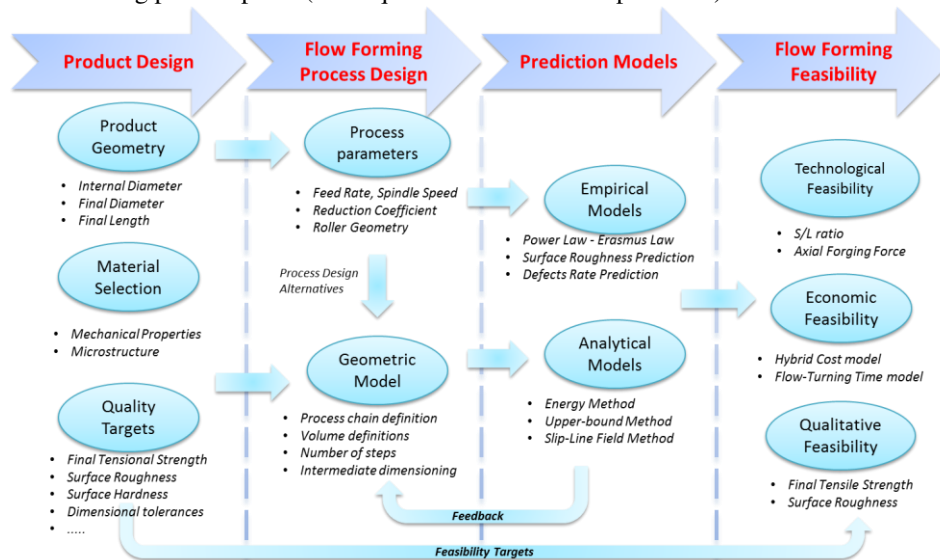 Product Design
Flow Forming
Process Design
Prediction Models
Flow Forming
Feasibility
Product
Geometry
• Internal Diameter
• Final Diameter
• Final Length
Material
Selection
• Mechanical Properties
• Microstructure
Quality
Targets
• Final Tensional Strength
• Surface Roughness
• Surface Hardness
• Dimensional tolerances
• .....
Process
parameters
• Feed Rate, Spindle Speed
• Reduction Coefficient
• Roller Geometry
Process Design
Alternatives
Geometric
Model
• Process chain definition
• Volume definitions
• Number of steps
• Intermediate dimensioning
Empirical
Models
• Power Law - Erasmus Law
• Surface Roughness Prediction
• Defects Rate Prediction
Analytical
Models
• Energy Method
• Upper-bound Method
• Slip-Line Field Method
Technological
Feasibility
• S/L ratio
• Axial Forging Force
Economic
Feasibility
• Hybrid Cost model
• Flow-Turning Time model
Qualitative
Feasibility
• Final Tensile Strength
• Surface Roughness
Feedback
Feasibility Targets